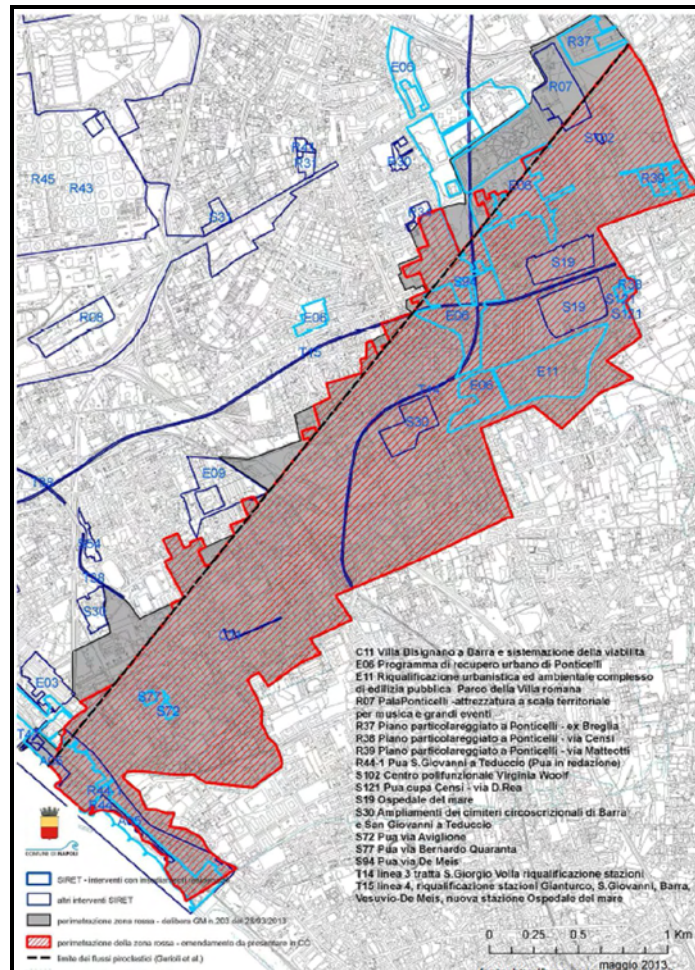 R37
E06
R07
S102
R45
R43
R31
R39
E06
S3
S19
S94
R08
E06
E06
S19
S121
T15
E06
E11
S30
E09
S30
E03
S77
S72
R44-1
C11 Villa Bisignano a Barra e sistemazione della viabilità
E06 Programma di recupero urbano di Ponticelli
E11 Riqualificazione urbanistica ed ambientale complesso
di edilizia pubblica Parco della Villa romana
R07 PalaPonticelli -attrezzatura a scala territoriale
per musica e grandi eventi
R37 Piano particolareggiato a Ponticelli - ex Breglia
R38 Piano particolareggiato a Ponticelli - via Censi
R39 Piano particolareggiato a Ponticelli - via Matteotti
R44-1 Pua S.Giovanni a Teduccio (Pua in redazione)
S102 Centro polifunzionale Virginia Woolf
S121 Pua cupa Censi - via D.Rea
S19 Ospedale del mare
S30 Ampliamenti dei cimiteri circoscrizionali di Barra
e San Giovanni a Teduccio
S72 Pua via Aviglione
S77 Pua via Bernardo Quaranta
S94 Pua via De Meis
T14 linea 3 tratta S.Giorgio Volla riqualificazione stazioni
T15 linea 4, riqualificazione stazioni Gianturco, S.Giovanni, Barra,
Vesuvio-De Meis, nuova stazione Ospedale del mare
COMUNE DI NAPOLI
SIRET - interventi con
altri interventi SIRET
perimetrazione zona rossa - delibera GM n.203 del 28/03/2013
perimetrazione della zona rossa - emendamento da presentare in CC
limite dei flussi piroclastici (Gurioli et al.)
0 0.25 0.5 1 Km
maggio 2013